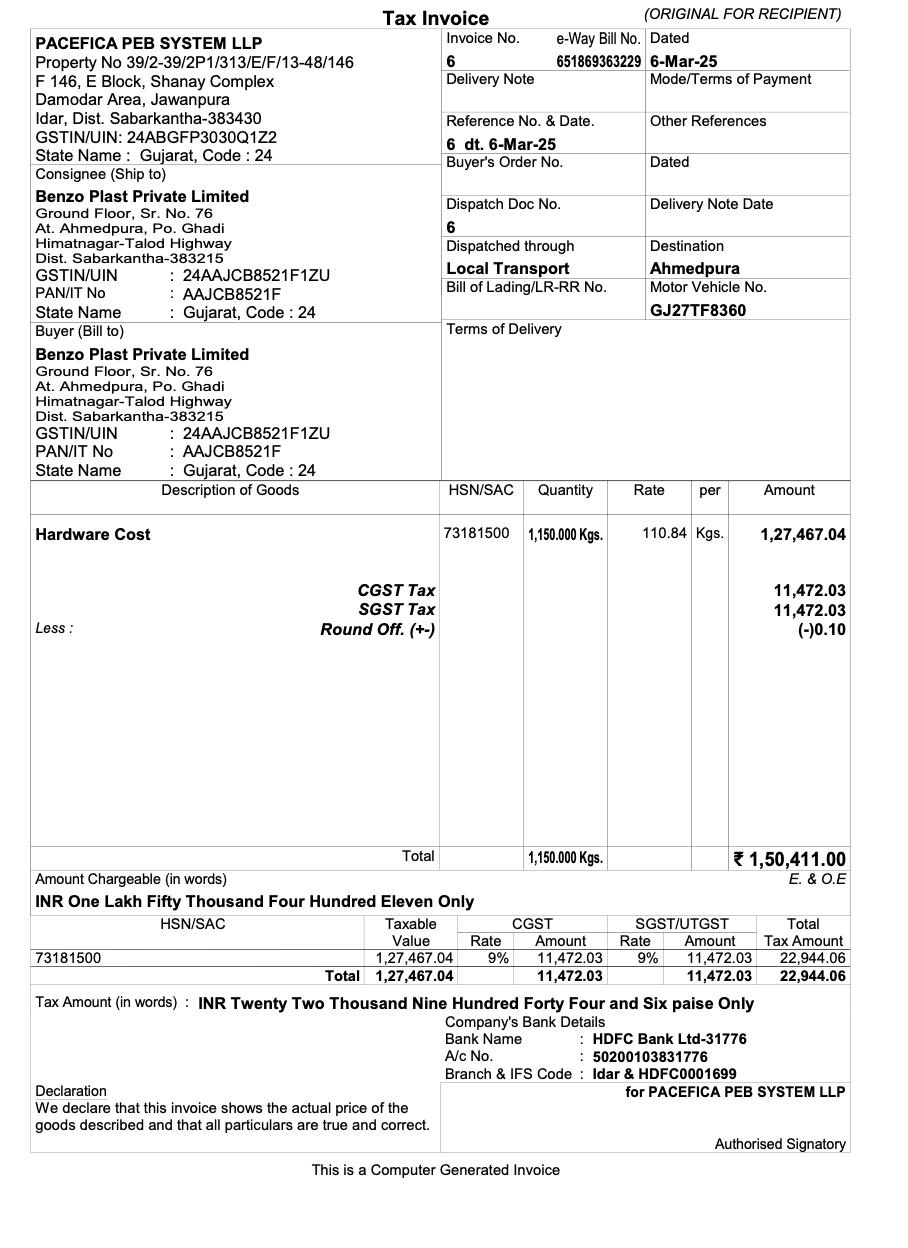 Tax Invoice
(ORIGINAL FOR RECIPIENT)
PACEFICA PEB SYSTEM LLP
Property No 39/2-39/2P1/313/E/F/13-48/146
F 146, E Block, Shanay Complex
Damodar Area, Jawanpura
Idar, Dist. Sabarkantha-383430
GSTIN/UIN: 24ABGFP3030Q1Z2
State Name : Gujarat, Code : 24
Invoice No. e-Way Bill No. Dated
6 651869363229 6-Mar-25
Delivery Note Mode/Terms of Payment
Reference No. & Date. Other References
6 dt. 6-Mar-25
Buyer's Order No. Dated
Dispatch Doc No. Delivery Note Date
6
Dispatched through Destination
Local Transport Ahmedpura
Bill of Lading/LR-RR No. Motor Vehicle No.
GJ27TF8360
Terms of Delivery
Consignee (Ship to)
Benzo Plast Private Limited
Ground Floor, Sr. No. 76
At. Ahmedpura, Po. Ghadi
Himatnagar-Talod Highway
Dist. Sabarkantha-383215
GSTIN/UIN : 24AAJCB8521F1ZU
PAN/IT No : AAJCB8521F
State Name : Gujarat, Code : 24
Buyer (Bill to)
Benzo Plast Private Limited
Ground Floor, Sr. No. 76
At. Ahmedpura, Po. Ghadi
Himatnagar-Talod Highway
Dist. Sabarkantha-383215
GSTIN/UIN : 24AAJCB8521F1ZU
PAN/IT No : AAJCB8521F
State Name : Gujarat, Code : 24
Description of Goods HSN/SAC Quantity Rate per Amount
Hardware Cost 73181500 1,150.000 Kgs. 110.84 Kgs. 1,27,467.04
CGST Tax 11,472.03
SGST Tax 11,472.03
Less : Round Off. (+-) (-)0.10
Total 1,150.000 Kgs. ₹ 1,50,411.00
Amount Chargeable (in words) E. & O.E
INR One Lakh Fifty Thousand Four Hundred Eleven Only
HSN/SAC Taxable CGST SGST/UTGST Total
Value Rate Amount Rate Amount Tax Amount
73181500 1,27,467.04 9% 11,472.03 9% 11,472.03 22,944.06
Total 1,27,467.04 11,472.03 11,472.03 22,944.06
Tax Amount (in words) : INR Twenty Two Thousand Nine Hundred Forty Four and Six paise Only
Company's Bank Details
Bank Name : HDFC Bank Ltd-31776
A/c No. : 50200103831776
Branch & IFS Code : Idar & HDFC0001699
Declaration
We declare that this invoice shows the actual price of the
goods described and that all particulars are true and correct.
for PACEFICA PEB SYSTEM LLP
Authorised Signatory
This is a Computer Generated Invoice